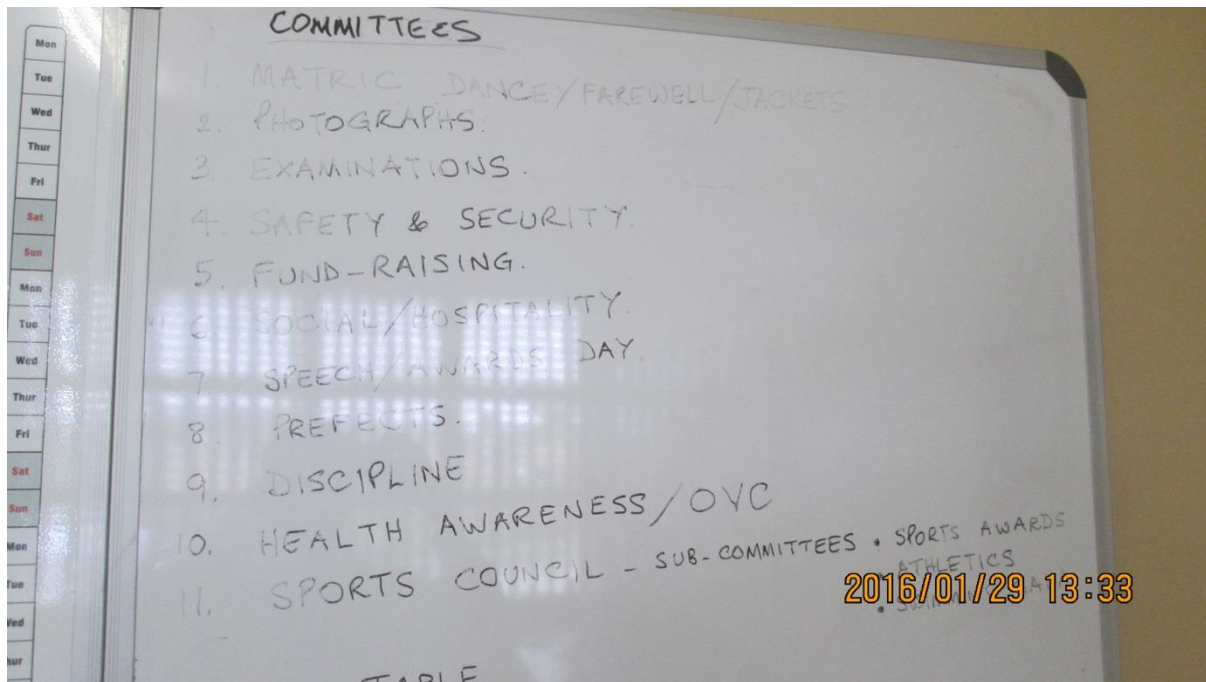 COMMITTEES
1. MATRIC DANCE/FAREWELL/JACKETS
2. PHOTOGRAPHS.
3 EXAMINATIONS.
4. SAFETY & SECURITY.
5. FUND-RAISING.
6 SOCIAL/HOSPITALITY.
7 SPEECH/AWARDS DAY.
8. PREFECTS.
9. DISCIPLINE
10. HEALTH AWARENESS/OVC
11. SPORTS COUNCIL - SUB-COMMITTEES • SPORTS AWARDS
• ATHLETICS
2016/01/29 13:33
TABLE
Mon
Tue
Wed
Thur
Fri
Sat
Sun
Mon
Tue
Wed
Thur
Fri
Sat
Sun
Mon
Tue
Wed